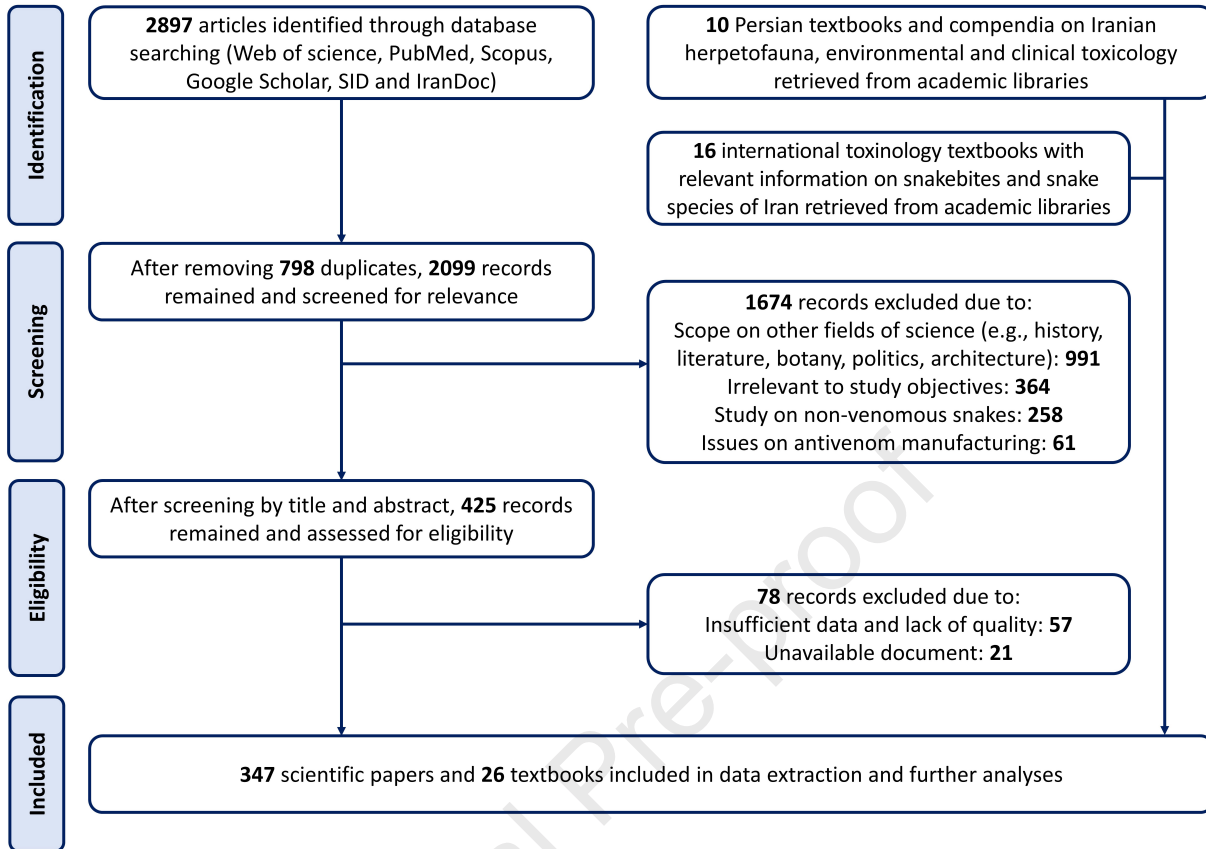 Identification
2897 articles identified through database
searching (Web of science, PubMed, Scopus,
Google Scholar, SID and IranDoc)
10 Persian textbooks and compendia on Iranian
herpetofauna, environmental and clinical toxicology
retrieved from academic libraries
16 international toxinology textbooks with
relevant information on snakebites and snake
species of Iran retrieved from academic libraries
Screening
After removing 798 duplicates, 2099 records
remained and screened for relevance
1674 records excluded due to:
Scope on other fields of science (e.g., history,
literature, botany, politics, architecture): 991
Irrelevant to study objectives: 364
Study on non-venomous snakes: 258
Issues on antivenom manufacturing: 61
Eligibility
After screening by title and abstract, 425 records
remained and assessed for eligibility
78 records excluded due to:
Insufficient data and lack of quality: 57
Unavailable document: 21
Included
347 scientific papers and 26 textbooks included in data extraction and further analyses
Pre-proof